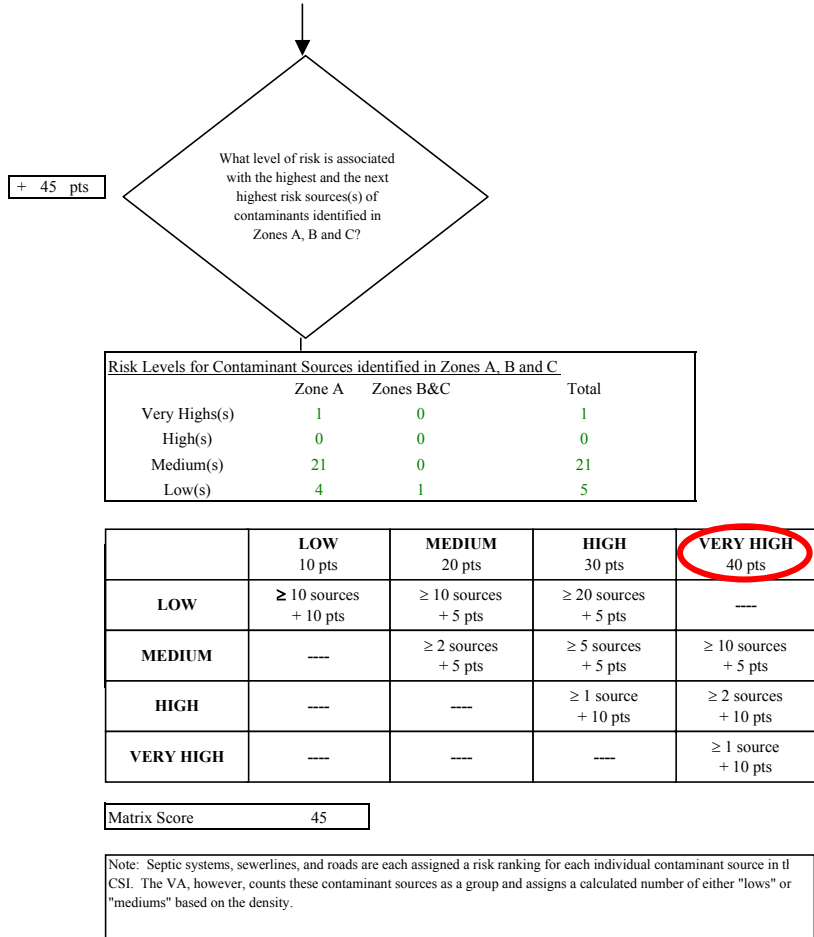 What level of risk is associated
with the highest and the next
highest risk sources(s) of
contaminants identified in
Zones A, B and C?
+ 45 pts
Risk Levels for Contaminant Sources identified in Zones A, B and C
Zone A Zones B&C Total
Very Highs(s) 1 0 1
High(s) 0 0 0
Medium(s) 21 0 21
Low(s) 4 1 5
LOW MEDIUM HIGH VERY HIGH
10 pts 20 pts 30 pts 40 pts
LOW ≥ 10 sources ≥ 10 sources ≥ 20 sources ----
+ 10 pts + 5 pts + 5 pts
MEDIUM ---- ≥ 2 sources ≥ 5 sources ≥ 10 sources
+ 5 pts + 5 pts + 5 pts
HIGH ---- ---- ≥ 1 source ≥ 2 sources
+ 10 pts + 10 pts
VERY HIGH ---- ---- ---- ≥ 1 source
+ 10 pts
Matrix Score 45
Note: Septic systems, sewerlines, and roads are each assigned a risk ranking for each individual contaminant source in
CSI. The VA, however, counts these contaminant sources as a group and assigns a calculated number of either "lows" or
"mediums" based on the density.